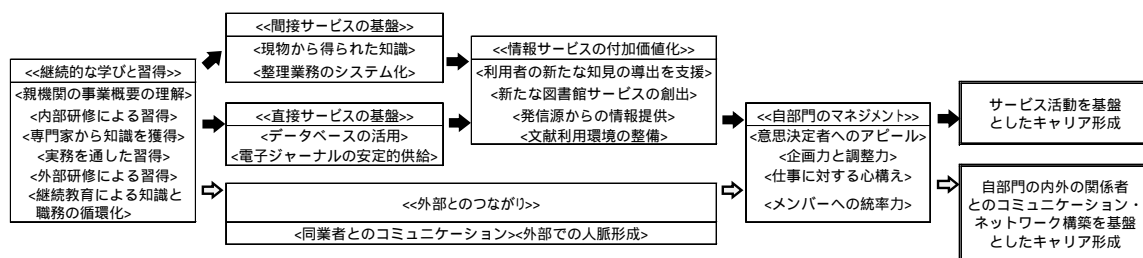 <<継続的な学びと習得>>
<親機関の事業概要の理解>
<内部研修による習得>
<専門家から知識を獲得>
<実務を通した習得>
<外部研修による習得>
<継続教育による知識と
職務の循環化>
<<間接サービスの基盤>>
<現物から得られた知識>
<整理業務のシステム化>
<<直接サービスの基盤>>
<データベースの活用>
<電子ジャーナルの安定的供給>
<<外部とのつながり>>
<同業者とのコミュニケーション><外部での人脈形成>
<<情報サービスの付加価値化>>
<利用者の新たな知見の導出を支援>
<新たな図書館サービスの創出>
<発信源からの情報提供>
<文献利用環境の整備>
<<自部門のマネジメント>>
<意思決定者へのアピール>
<企画力と調整力>
<仕事に対する心構え>
<メンバーへの統率力>
サービス活動を基盤
としたキャリア形成
自部門の内外の関係者
とのコミュニケーション・
ネットワーク構築を基盤
としたキャリア形成